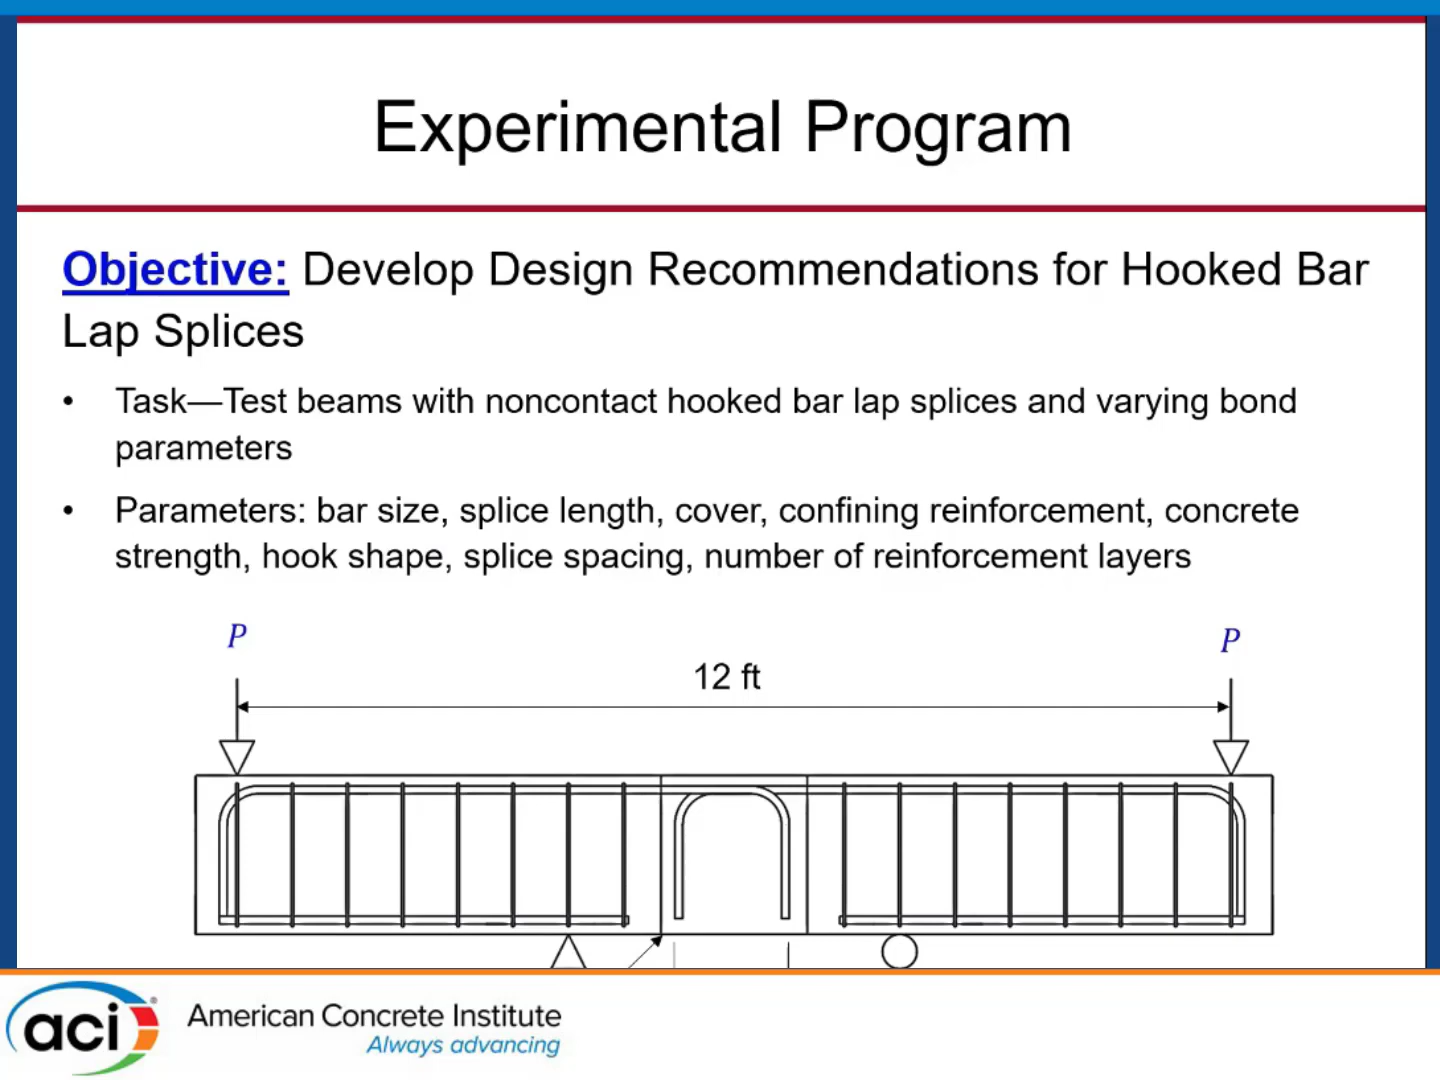 Experimental Program
Objective: Develop Design Recommendations for Hooked Bar
Lap Splices
• Task—Test beams with noncontact hooked bar lap splices and varying bond
parameters
• Parameters: bar size, splice length, cover, confining reinforcement, concrete
strength, hook shape, splice spacing, number of reinforcement layers
P
P
12 ft
aci
American Concrete Institute
Always advancing